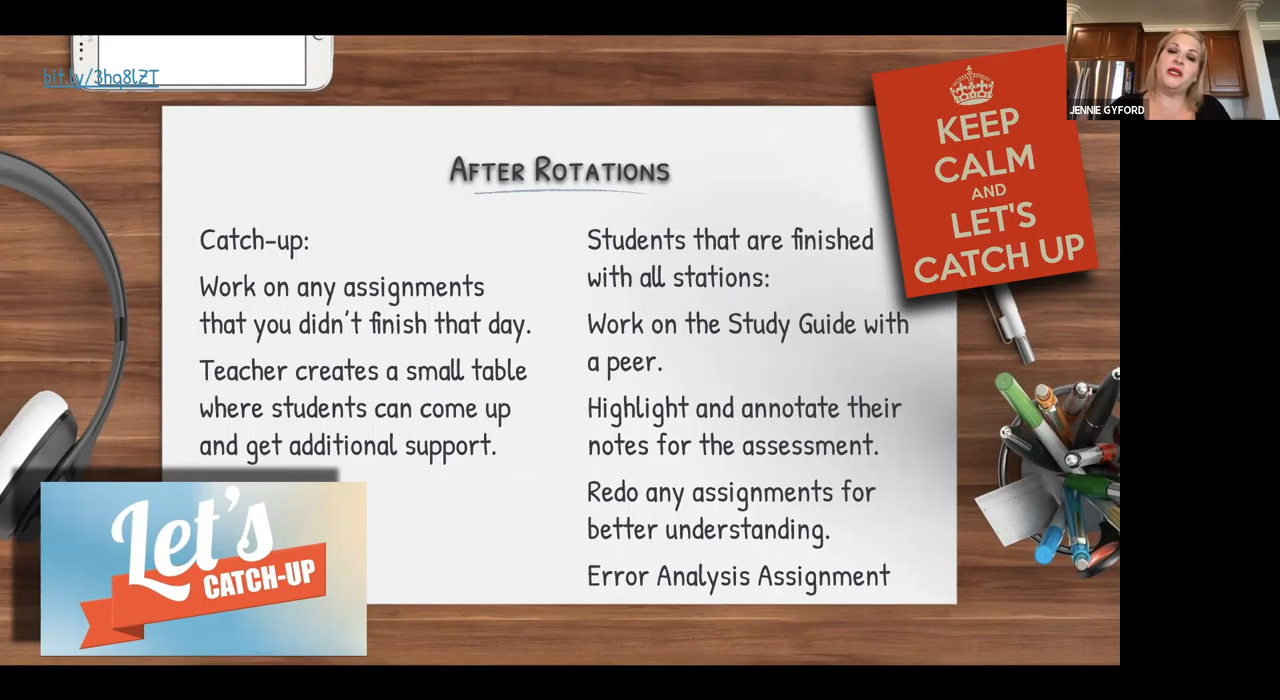 bit.ly/3hq8lZT
JENNIE GYFORD
KEEP
CALM
AND
LET'S
CATCH UP
After Rotations
Catch-up:
Work on any assignments
that you didn't finish that day.
Teacher creates a small table
where students can come up
and get additional support.
Students that are finished
with all stations:
Work on the Study Guide with
a peer.
Highlight and annotate their
notes for the assessment.
Redo any assignments for
better understanding.
Error Analysis Assignment
Let's
CATCH-UP